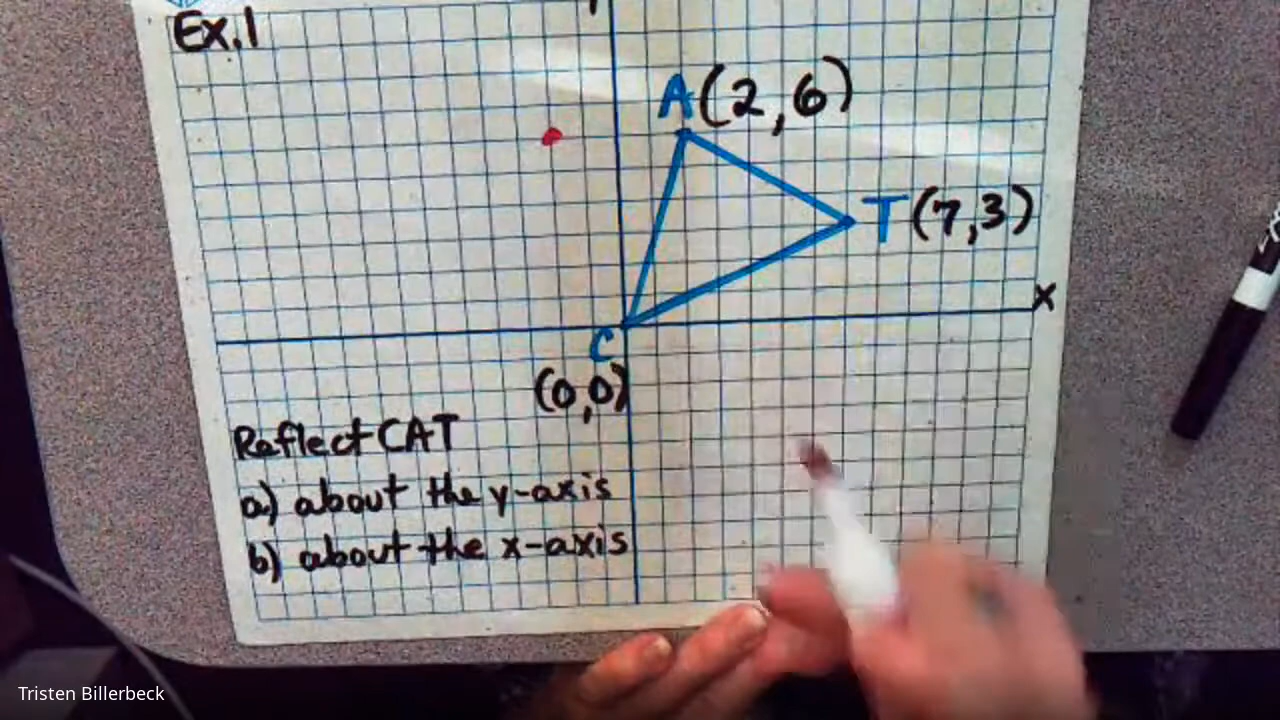 Ex.1
A(2,6)
T(7,3)
x
C
(0,0)
Reflect CAT
a) about the y-axis
b) about the x-axis
Tristen Billerbeck